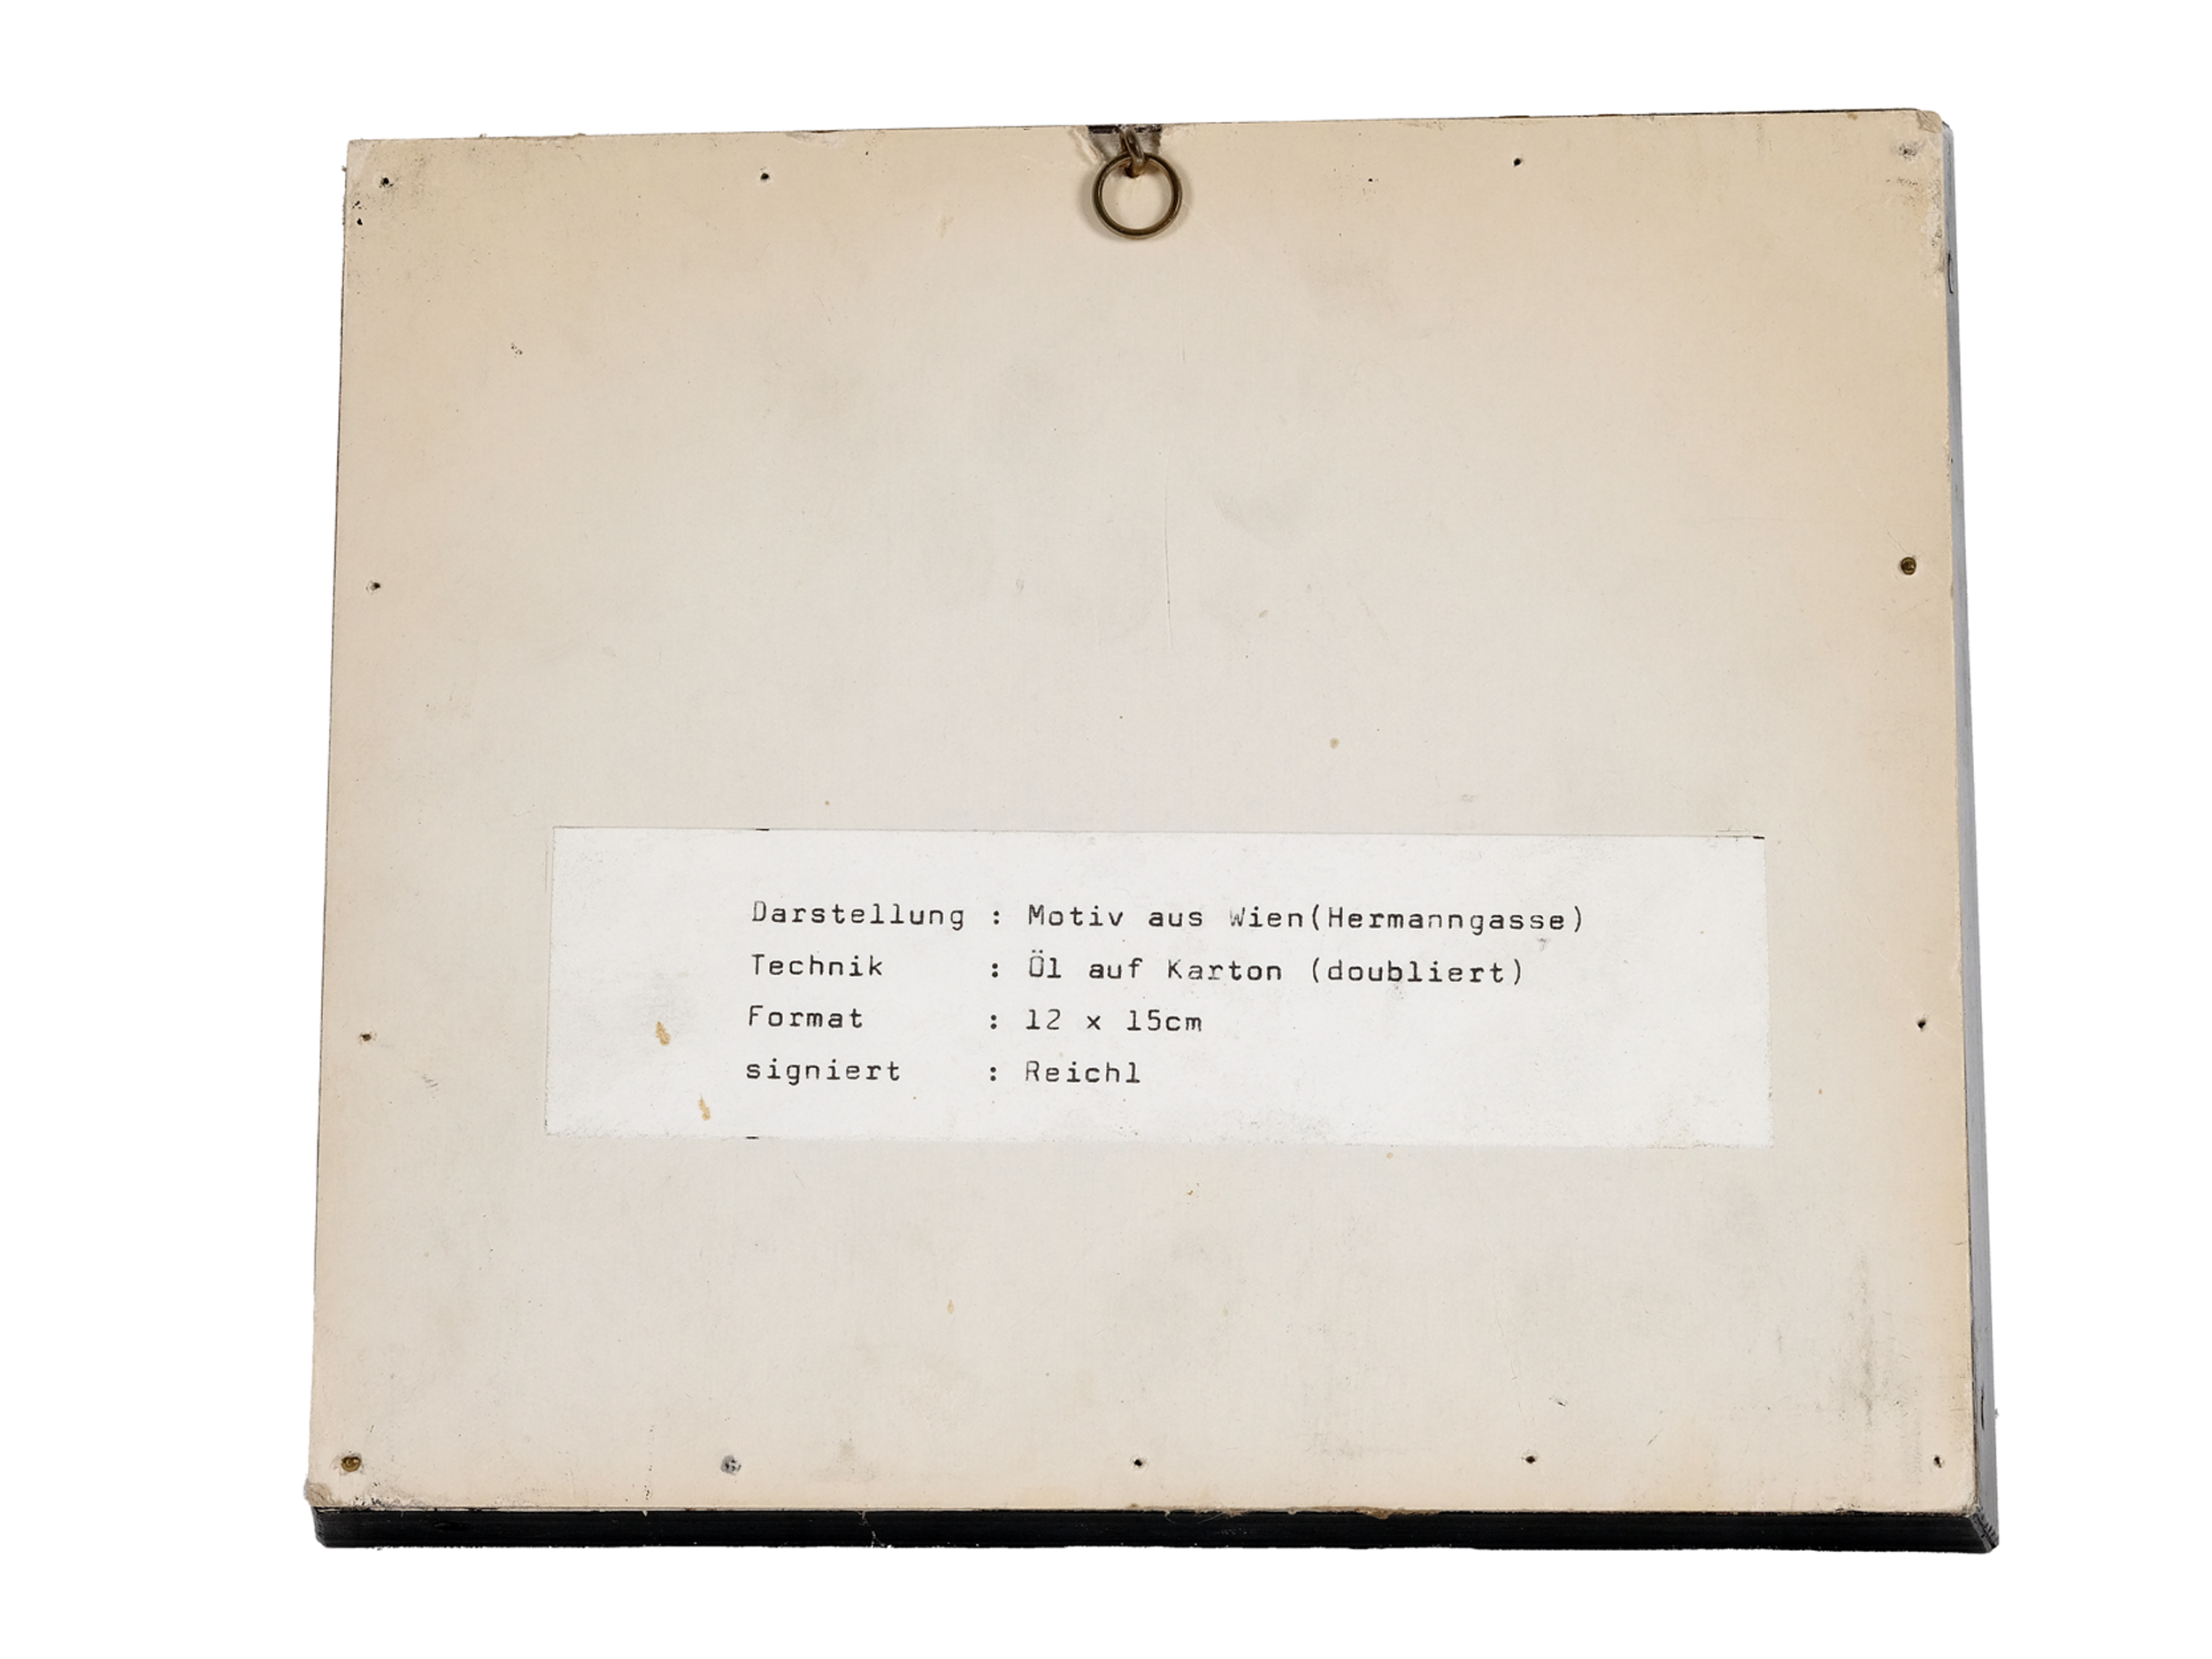 Darstellung : Motiv aus Wien(Hermanngasse)
Technik : Öl auf Karton (doubliert)
Format : 12 x 15cm
signiert : Reichl